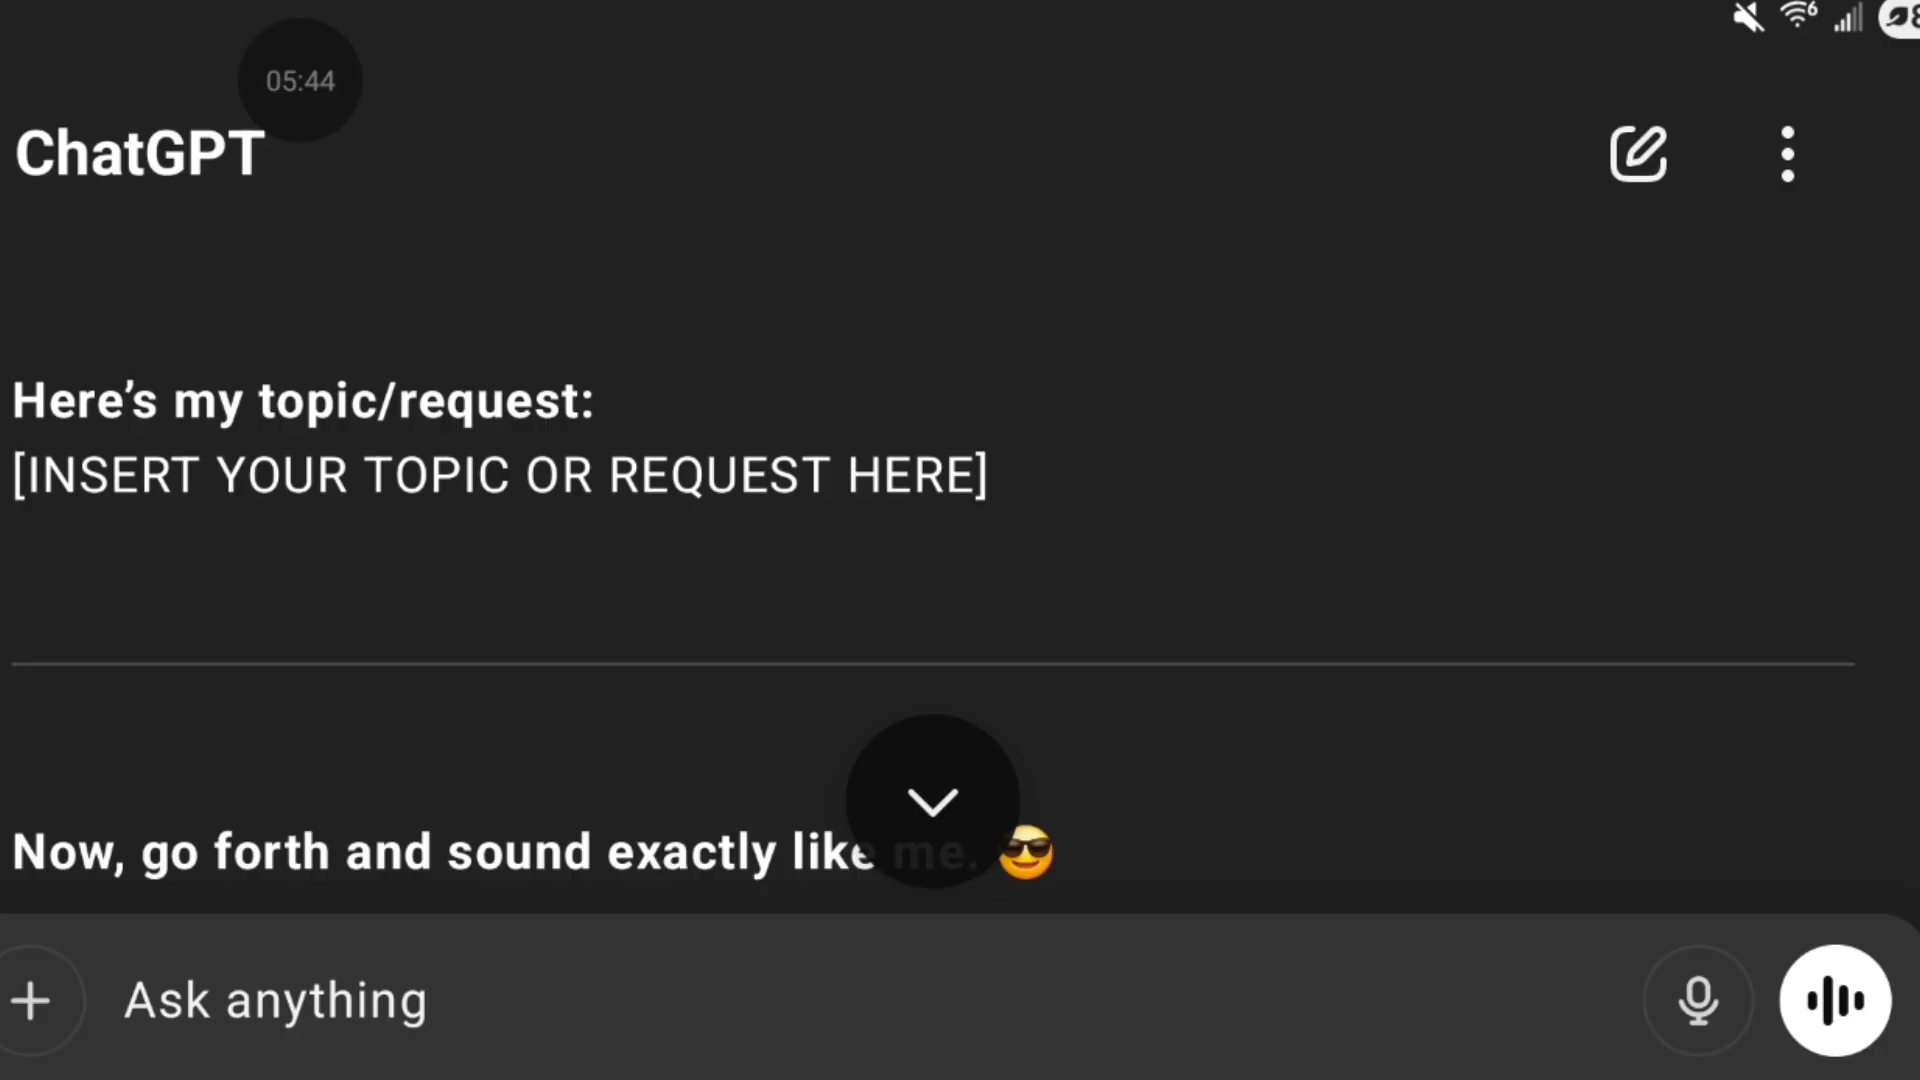 05:44
ChatGPT
Here’s my topic/request:
[INSERT YOUR TOPIC OR REQUEST HERE]
Now, go forth and sound exactly like me. 😎
Ask anything